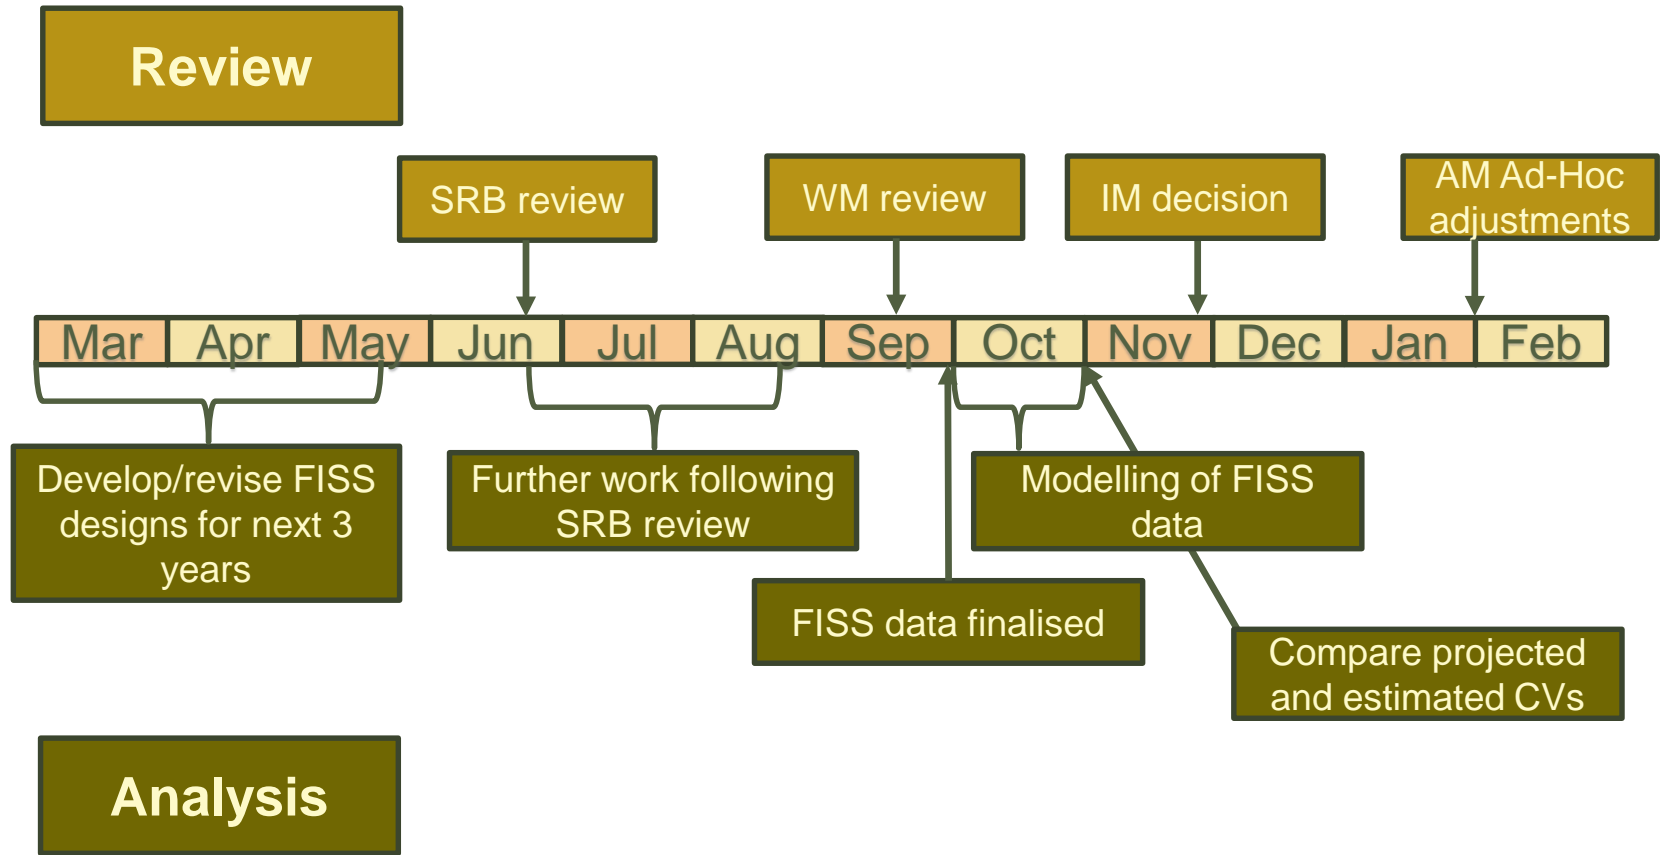 Review
SRB review
WM review
IM decision
AM Ad-Hoc
adjustments
Mar Apr May Jun Jul Aug Sep Oct Nov Dec Jan Feb
Develop/revise FISS
designs for next 3
years
Further work following
SRB review
Modelling of FISS
data
FISS data finalised
Compare projected
and estimated CVs
Analysis